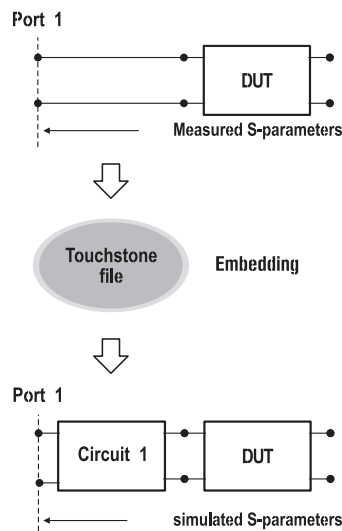 Port 1
DUT
Measured S-parameters
Touchstone
file
Embedding
Port 1
Circuit 1
DUT
simulated S-parameters